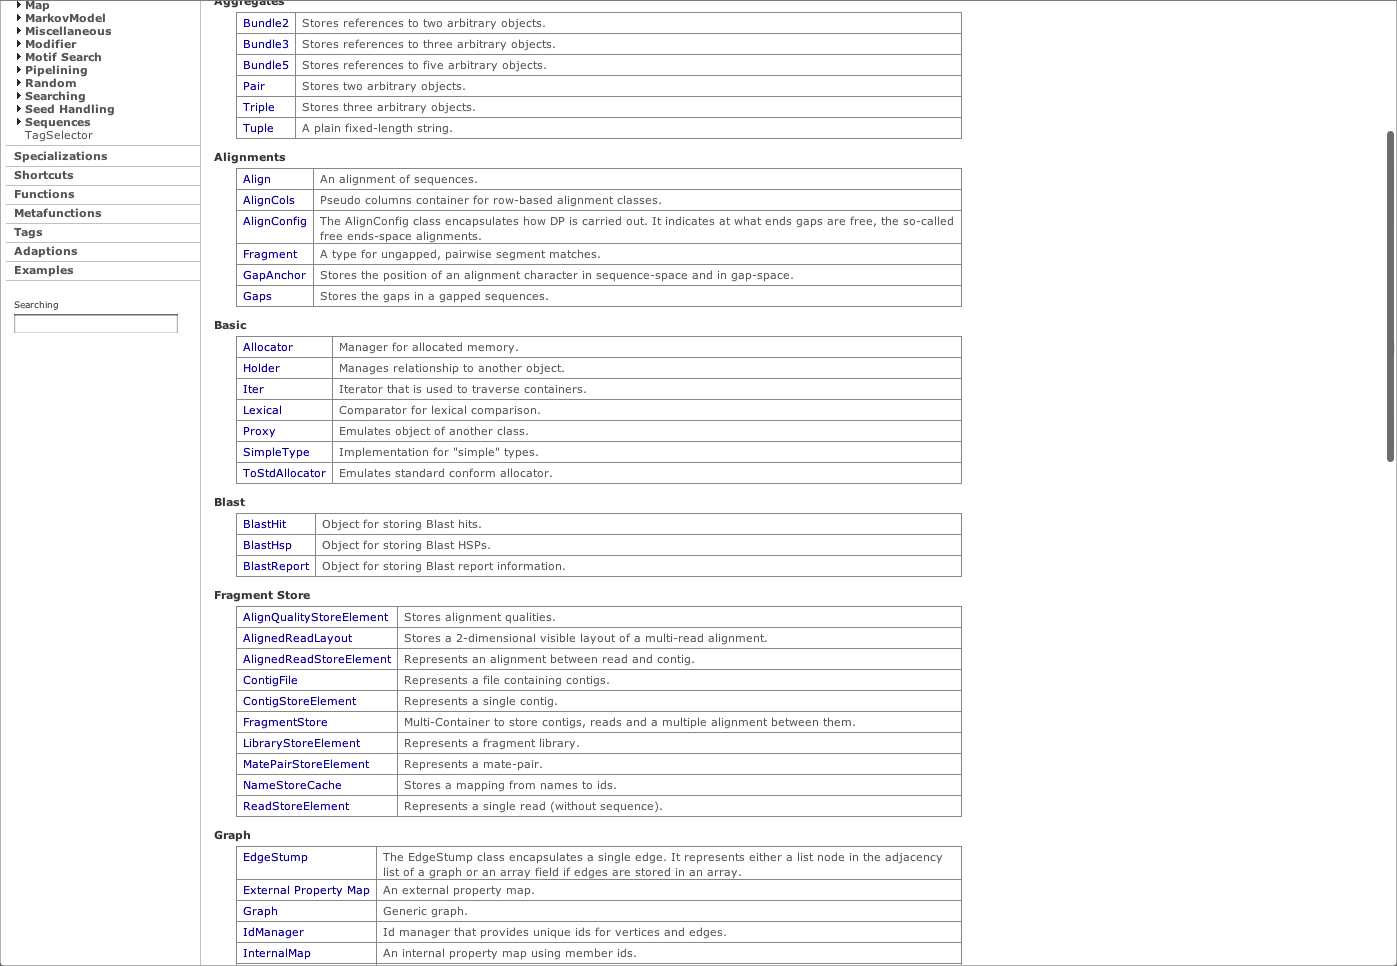 Map
MarkovModel
Miscellaneous
Modifier
Motif Search
Pipelining
Random
Searching
Seed Handling
Sequences
TagSelector
Specializations
Shortcuts
Functions
Metafunctions
Tags
Adaptions
Examples
Searching
Aggregates
Bundle2 Stores references to two arbitrary objects.
Bundle3 Stores references to three arbitrary objects.
Bundle5 Stores references to five arbitrary objects.
Pair Stores two arbitrary objects.
Triple Stores three arbitrary objects.
Tuple A plain fixed-length string.
Alignments
Align An alignment of sequences.
AlignCols Pseudo columns container for row-based alignment classes.
AlignConfig The AlignConfig class encapsulates how DP is carried out. It indicates at what ends gaps are free, the so-called
free ends-space alignments.
Fragment A type for ungapped, pairwise segment matches.
GapAnchor Stores the position of an alignment character in sequence-space and in gap-space.
Gaps Stores the gaps in a gapped sequences.
Basic
Allocator Manager for allocated memory.
Holder Manages relationship to another object.
Iter Iterator that is used to traverse containers.
Lexical Comparator for lexical comparison.
Proxy Emulates object of another class.
SimpleType Implementation for "simple" types.
ToStdAllocator Emulates standard conform allocator.
Blast
BlastHit Object for storing Blast hits.
BlastHsp Object for storing Blast HSPs.
BlastReport Object for storing Blast report information.
Fragment Store
AlignQualityStoreElement Stores alignment qualities.
AlignedReadLayout Stores a 2-dimensional visible layout of a multi-read alignment.
AlignedReadStoreElement Represents an alignment between read and contig.
ContigFile Represents a file containing contigs.
ContigStoreElement Represents a single contig.
FragmentStore Multi-Container to store contigs, reads and a multiple alignment between them.
LibraryStoreElement Represents a fragment library.
MatePairStoreElement Represents a mate-pair.
NameStoreCache Stores a mapping from names to ids.
ReadStoreElement Represents a single read (without sequence).
Graph
EdgeStump The EdgeStump class encapsulates a single edge. It represents either a list node in the adjacency
list of a graph or an array field if edges are stored in an array.
External Property Map An external property map.
Graph Generic graph.
IdManager Id manager that provides unique ids for vertices and edges.
InternalMap An internal property map using member ids.